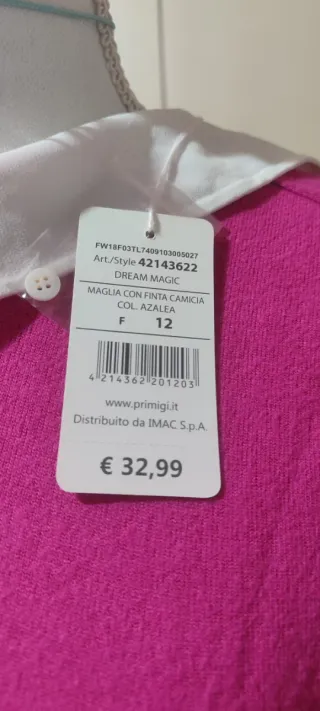 FW18F03TL7409103005027
Art./Style 42143622
DREAM MAGIC
MAGLIA CON FINTA CAMICIA
COL. AZALEA
F 12
4 214362 201203
www.primigi.it
Distribuito da IMAC S.p.A.
€ 32,99